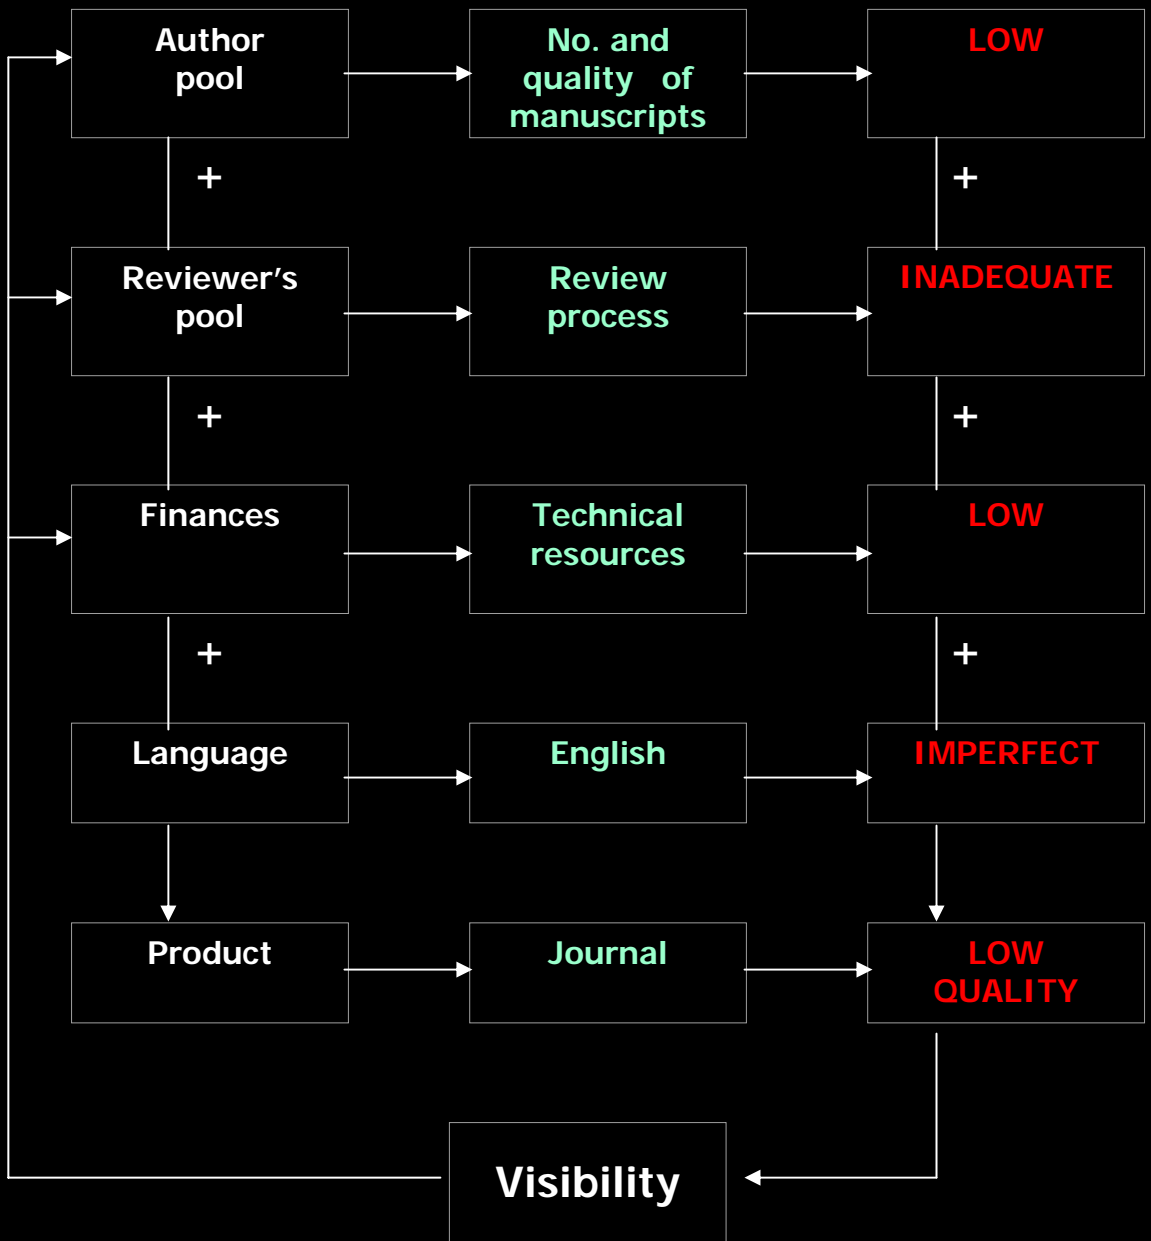 Author
pool
No. and
quality of
manuscripts
LOW
+
+
Reviewer's
pool
Review
process
INADEQUATE
+
+
Finances
Technical
resources
LOW
+
+
Language
English
IMPERFECT
Product
Journal
LOW
QUALITY
Visibility